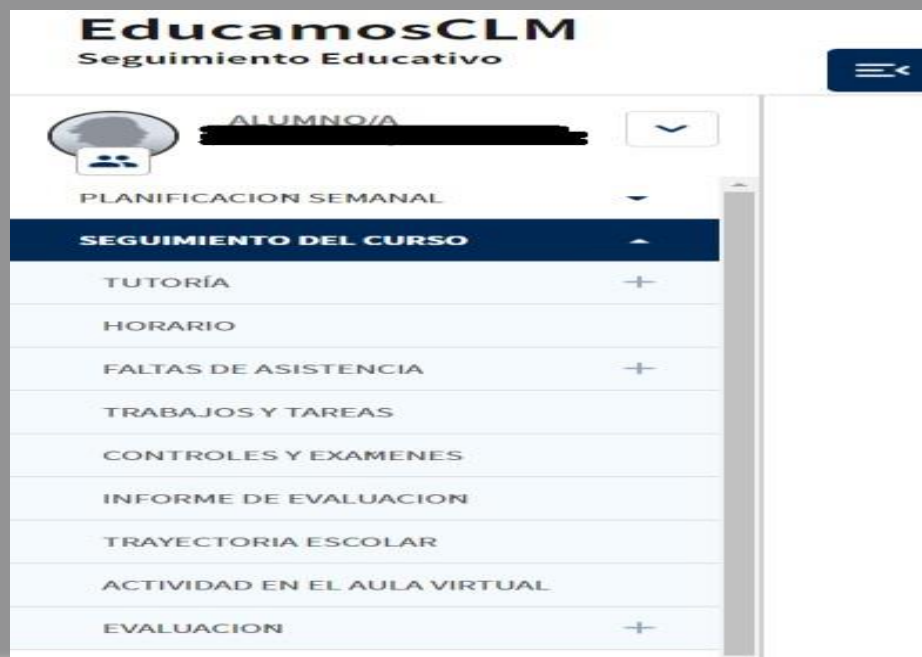 EducamosCLM
Seguimiento Educativo
ALUMNO/A
PLANIFICACION SEMANAL
SEGUIMIENTO DEL CURSO
TUTORÍA
HORARIO
FALTAS DE ASISTENCIA
TRABAJOS Y TAREAS
CONTROLES Y EXAMENES
INFORME DE EVALUACION
TRAYECTORIA ESCOLAR
ACTIVIDAD EN EL AULA VIRTUAL
EVALUACION